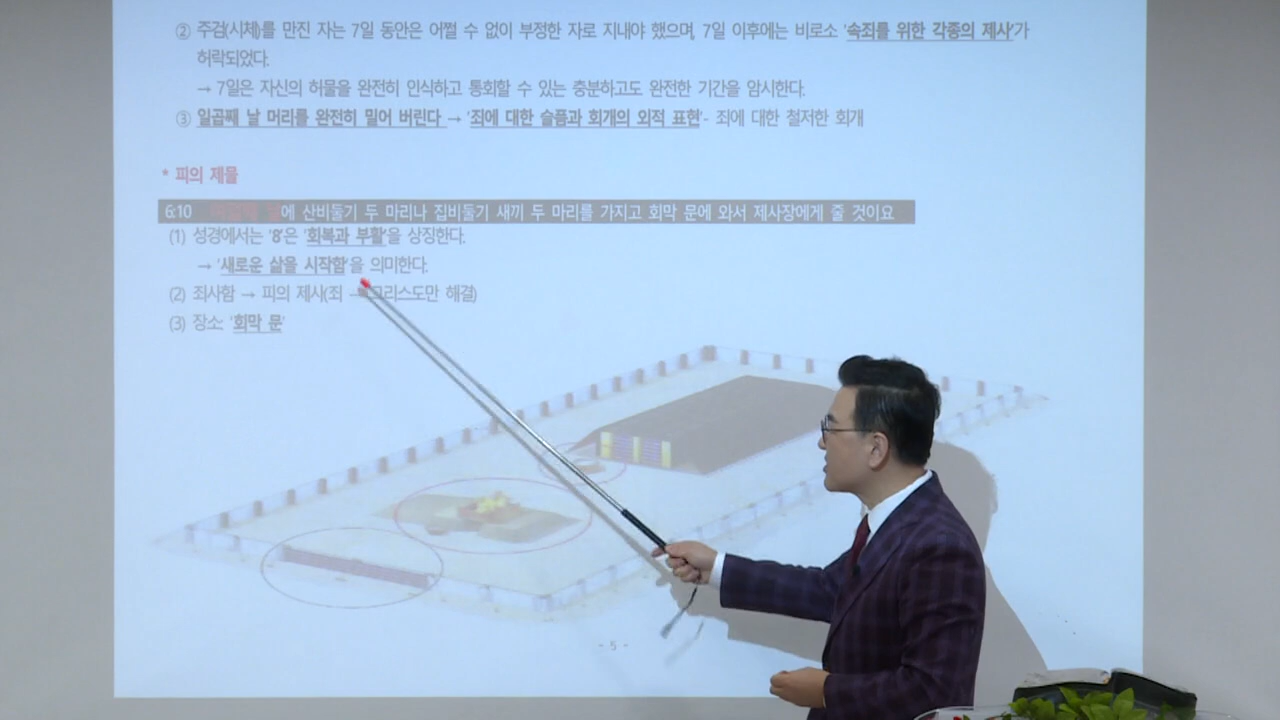 ② 주검(시체)를 만진 자는 7일 동안은 어쩔 수 없이 부정한 자로 지내야 했으며, 7일 이후에는 비로소 '속죄를 위한 각종의 제사'가
허락되었다.
→ 7일은 자신의 허물을 완전히 인식하고 통회할 수 있는 충분하고도 완전한 기간을 암시한다.
③ 일곱째 날 머리를 완전히 밀어 버린다 → '죄에 대한 슬픔과 회개의 외적 표현'- 죄에 대한 철저한 회개
* 피의 제물
6:10 에 산비둘기 두 마리나 집비둘기 새끼 두 마리를 가지고 회막 문에 와서 제사장에게 줄 것이요
(1) 성경에서는 '8'은 '회복과 부활'을 상징한다.
→ '새로운 삶을 시작함'을 의미한다.
(2) 죄사함 → 피의 제사(죄 → 그리스도만 해결)
(3) 장소: '회막 문'
- 5 -